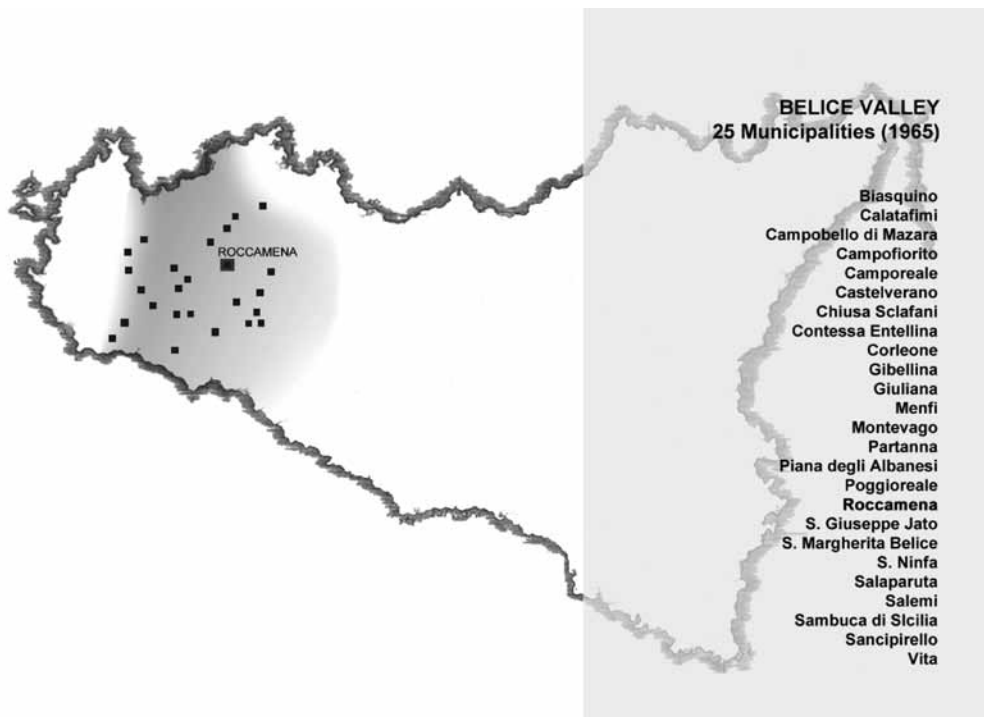 BELICE VALLEY
25 Municipalities (1965)
ROCCAMENA
Biasquino
Calatafimi
Campobello di Mazara
Campofiorito
Camporeale
Castelverano
Chiusa Sclafani
Contessa Entellina
Corleone
Gibellina
Giuliana
Menfi
Montevago
Partanna
Piana degli Albanesi
Poggioreale
Roccamena
S. Giuseppe Jato
S. Margherita Belice
S. Ninfa
Salaparuta
Salemi
Sambuca di SIcilia
Sancipirello
Vita